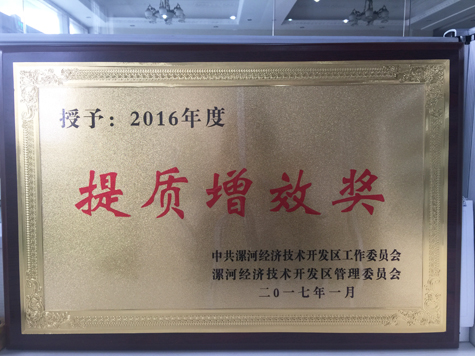 授予：2016年度
提质增效奖
中共漯河经济技术开发区工作委员会
漯河经济技术开发区管理委员会
二0一七年一月